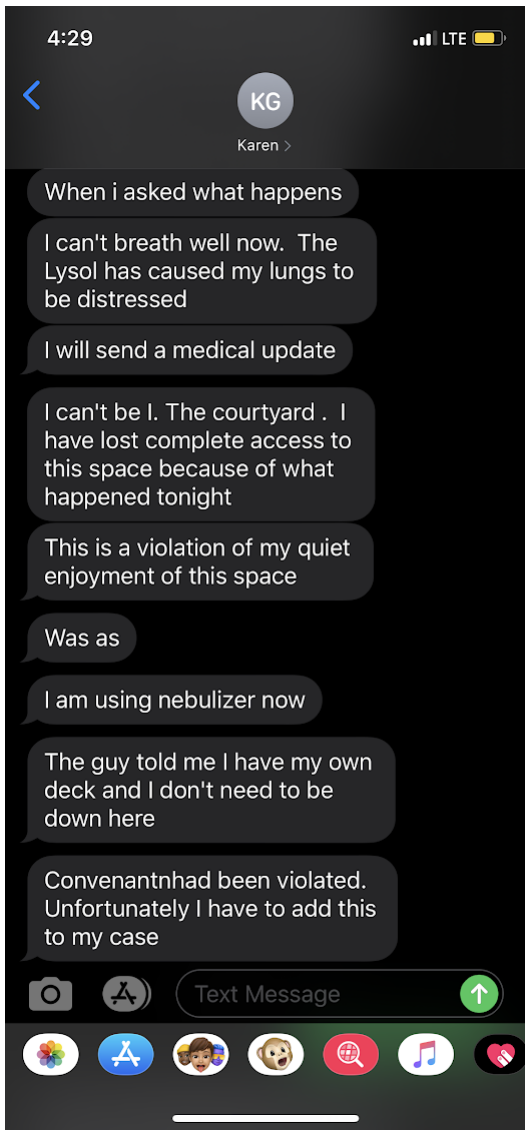 4:29
LTE
KG
Karen >
When i asked what happens
I can't breath well now. The
Lysol has caused my lungs to
be distressed
I will send a medical update
I can't be I. The courtyard . I
have lost complete access to
this space because of what
happened tonight
This is a violation of my quiet
enjoyment of this space
Was as
I am using nebulizer now
The guy told me I have my own
deck and I don't need to be
down here
Convenantnhad been violated.
Unfortunately I have to add this
to my case
Text Message